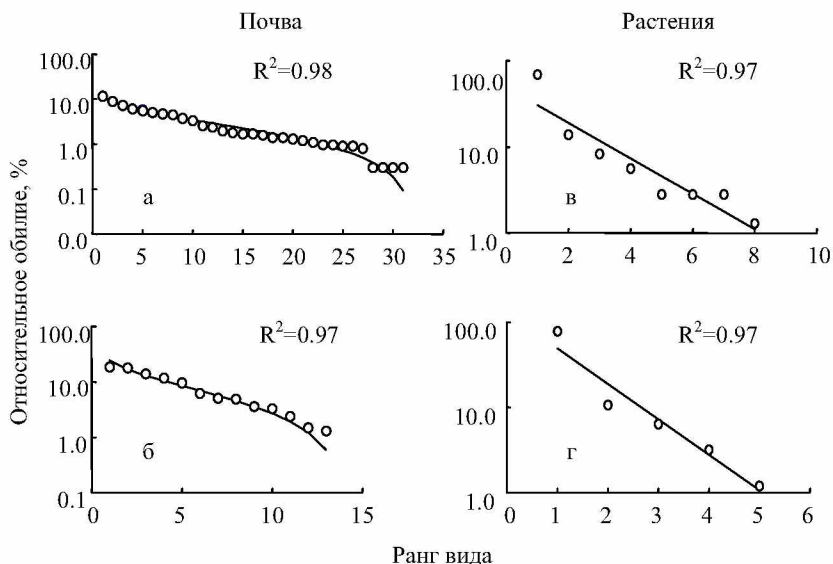 Почва
Растения
Относительное обилие, %
100.0
10.0
1.0
0.1
0.0
R²=0.98
а
0 5 10 15 20 25 30 35
100.0
10.0
1.0
R²=0.97
в
0 2 4 6 8 10
100.0
10.0
1.0
0.1
R²=0.97
б
0 5 10 15
100.0
10.0
1.0
R²=0.97
г
0 1 2 3 4 5 6
Ранг вида